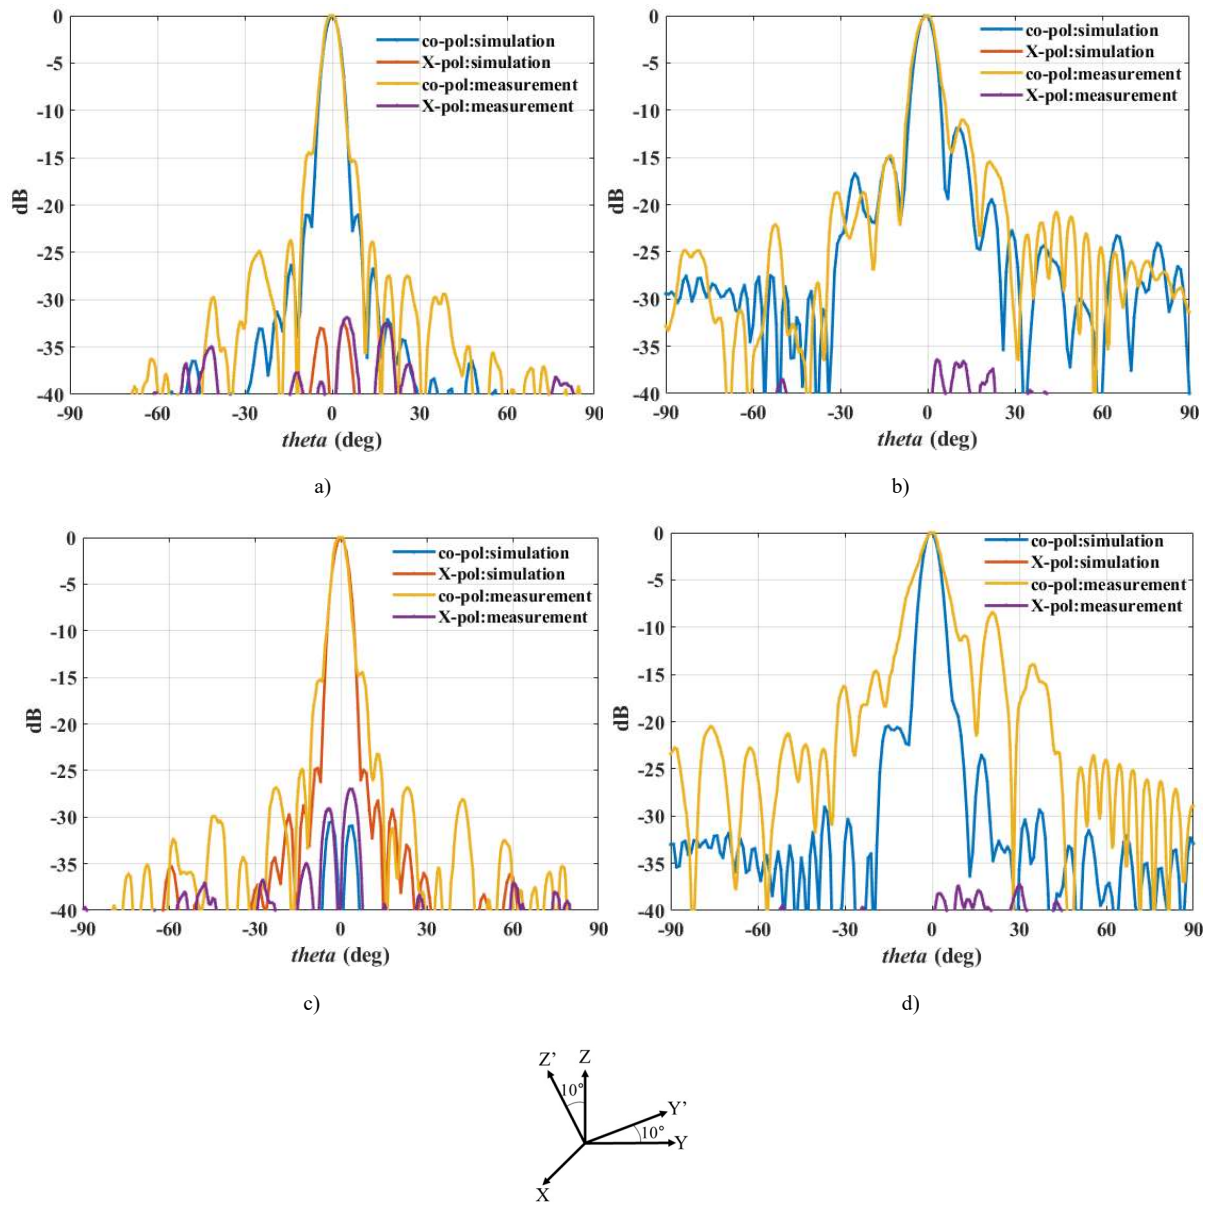 0
-5
-10
-15
-20
-25
-30
-35
-40
dB
-90 -60 -30 0 30 60 90
theta (deg)
co-pol:simulation
X-pol:simulation
co-pol:measurement
X-pol:measurement
a)
0
-5
-10
-15
-20
-25
-30
-35
-40
dB
-90 -60 -30 0 30 60 90
theta (deg)
co-pol:simulation
X-pol:simulation
co-pol:measurement
X-pol:measurement
b)
0
-5
-10
-15
-20
-25
-30
-35
-40
dB
-90 -60 -30 0 30 60 90
theta (deg)
co-pol:simulation
X-pol:simulation
co-pol:measurement
X-pol:measurement
c)
0
-5
-10
-15
-20
-25
-30
-35
-40
dB
-90 -60 -30 0 30 60 90
theta (deg)
co-pol:simulation
X-pol:simulation
co-pol:measurement
X-pol:measurement
d)
Z' Z
10°
Y'
10°
Y
X